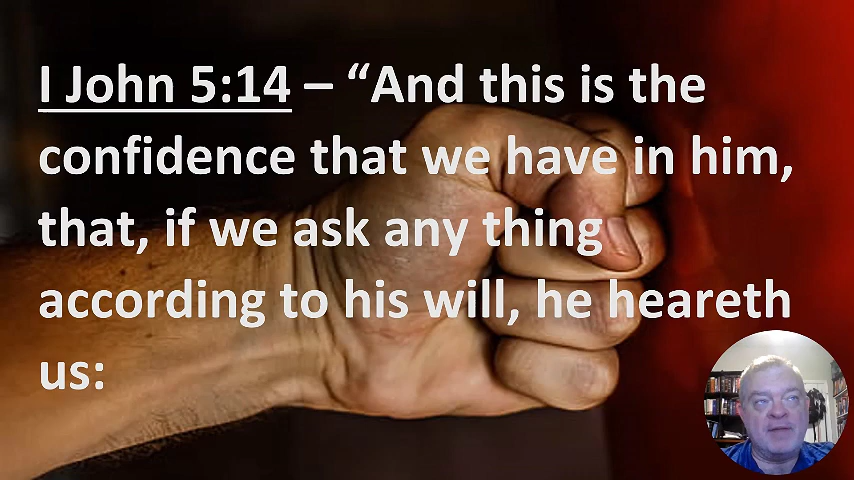 I John 5:14 – “And this is the
confidence that we have in him,
that, if we ask any thing
according to his will, he heareth
us: